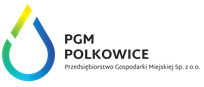 PGM
POLKOWICE
Przedsiębiorstwo Gospodarki Miejskiej Sp. z o.o.